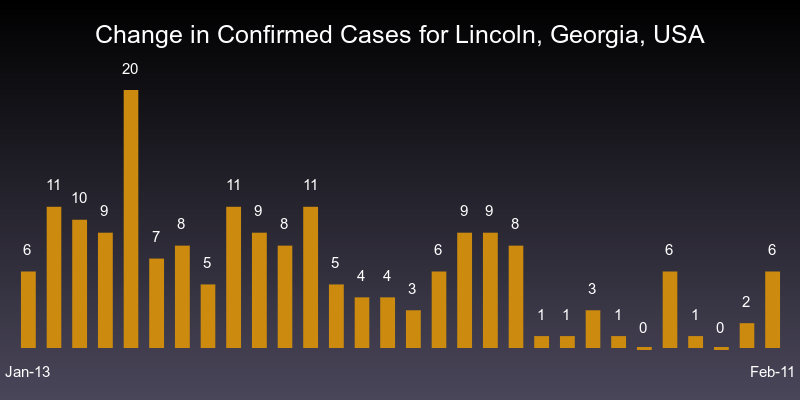 Change in Confirmed Cases for Lincoln, Georgia, USA
6 11 10 9 20 7 8 5 11 9 8 11 5 4 4 3 6 9 9 8 1 1 3 1 0 6 1 0 2 6
Jan-13 Feb-11